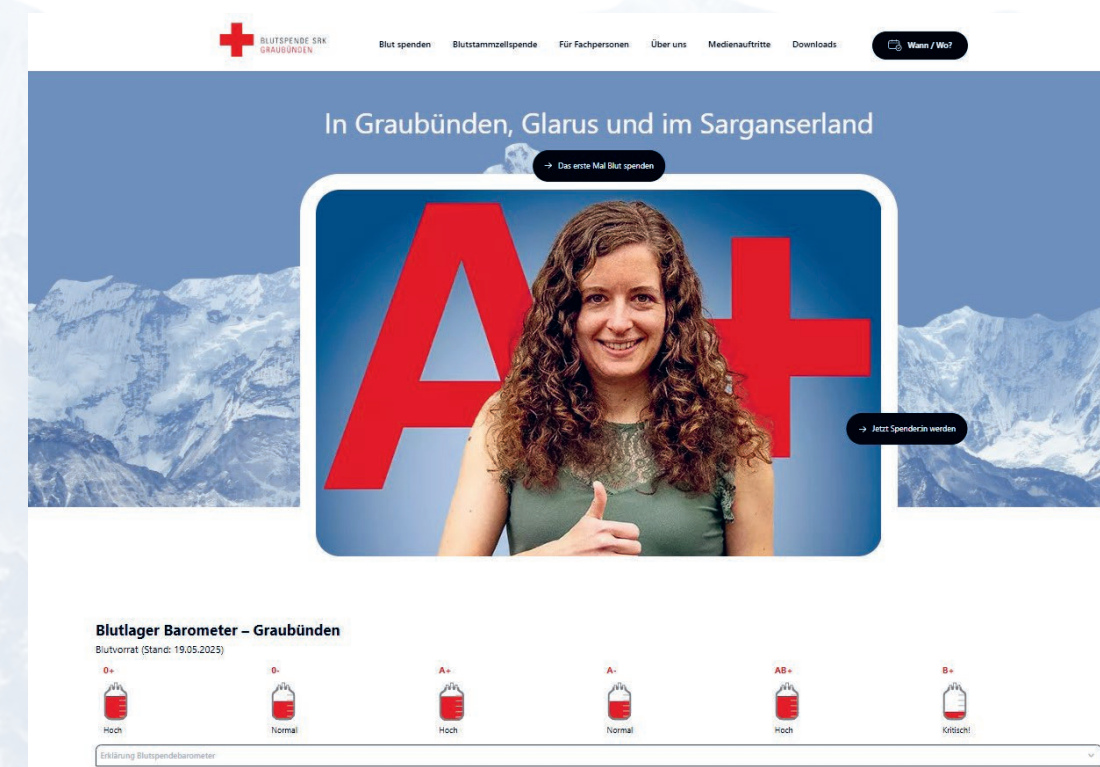 BLUTSPENDE SRK
GRAUBÜNDEN
Blut spenden Blutstammzellspende Für Fachpersonen Über uns Medienauftritte Downloads Wann / Wo?
In Graubünden, Glarus und im Sarganserland
→ Das erste Mal Blut spenden
A+
→ Jetzt Spender:in werden
Blutlager Barometer – Graubünden
Blutvorrat (Stand: 19.05.2025)
0+ 0- A+ A- AB+ B+
Hoch Normal Hoch Normal Hoch Kritisch!
Erklärung Blutspendebarometer